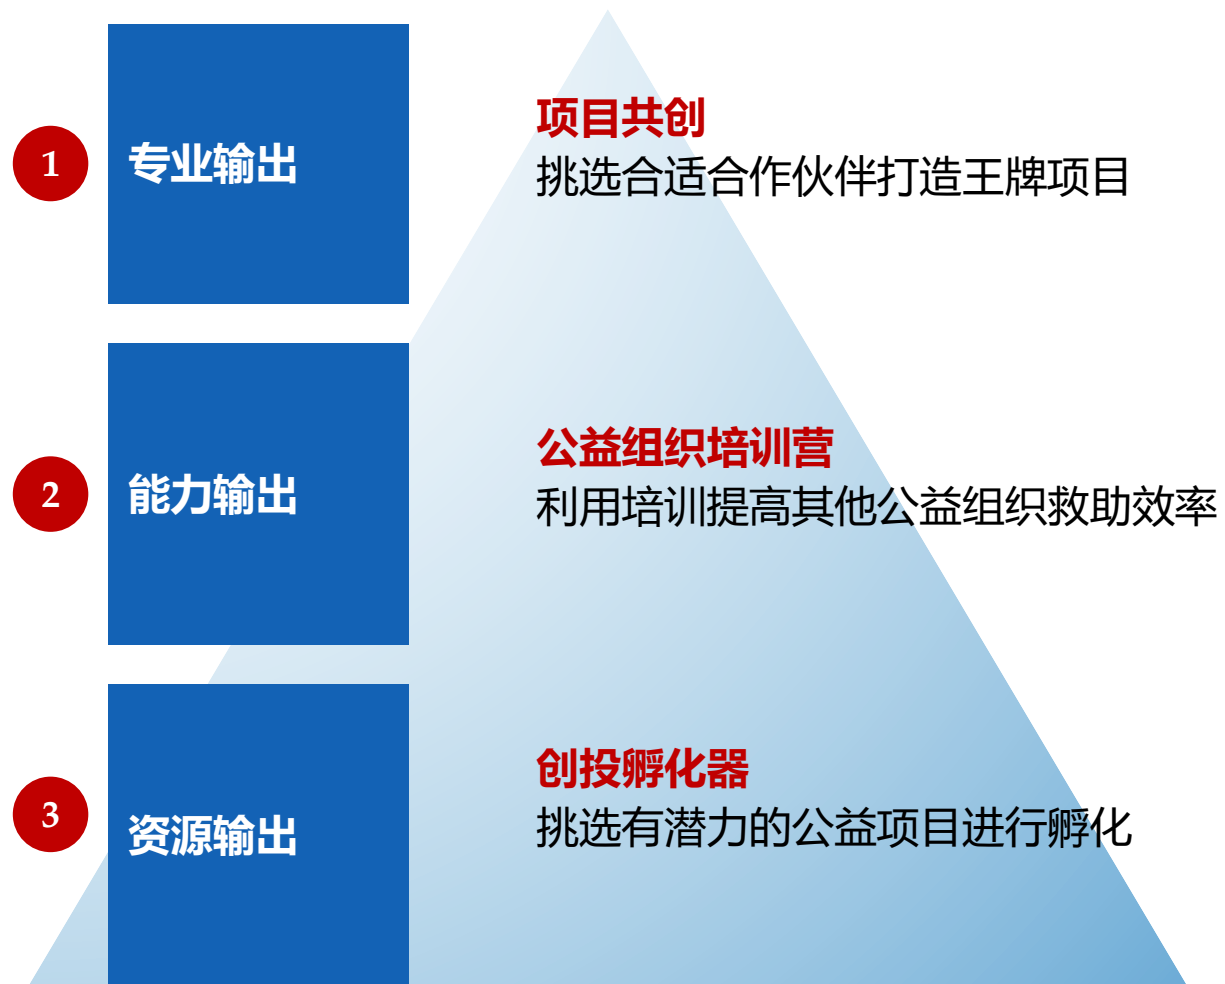 1
专业输出
项目共创
挑选合适合作伙伴打造王牌项目
2
能力输出
公益组织培训营
利用培训提高其他公益组织救助效率
3
资源输出
创投孵化器
挑选有潜力的公益项目进行孵化